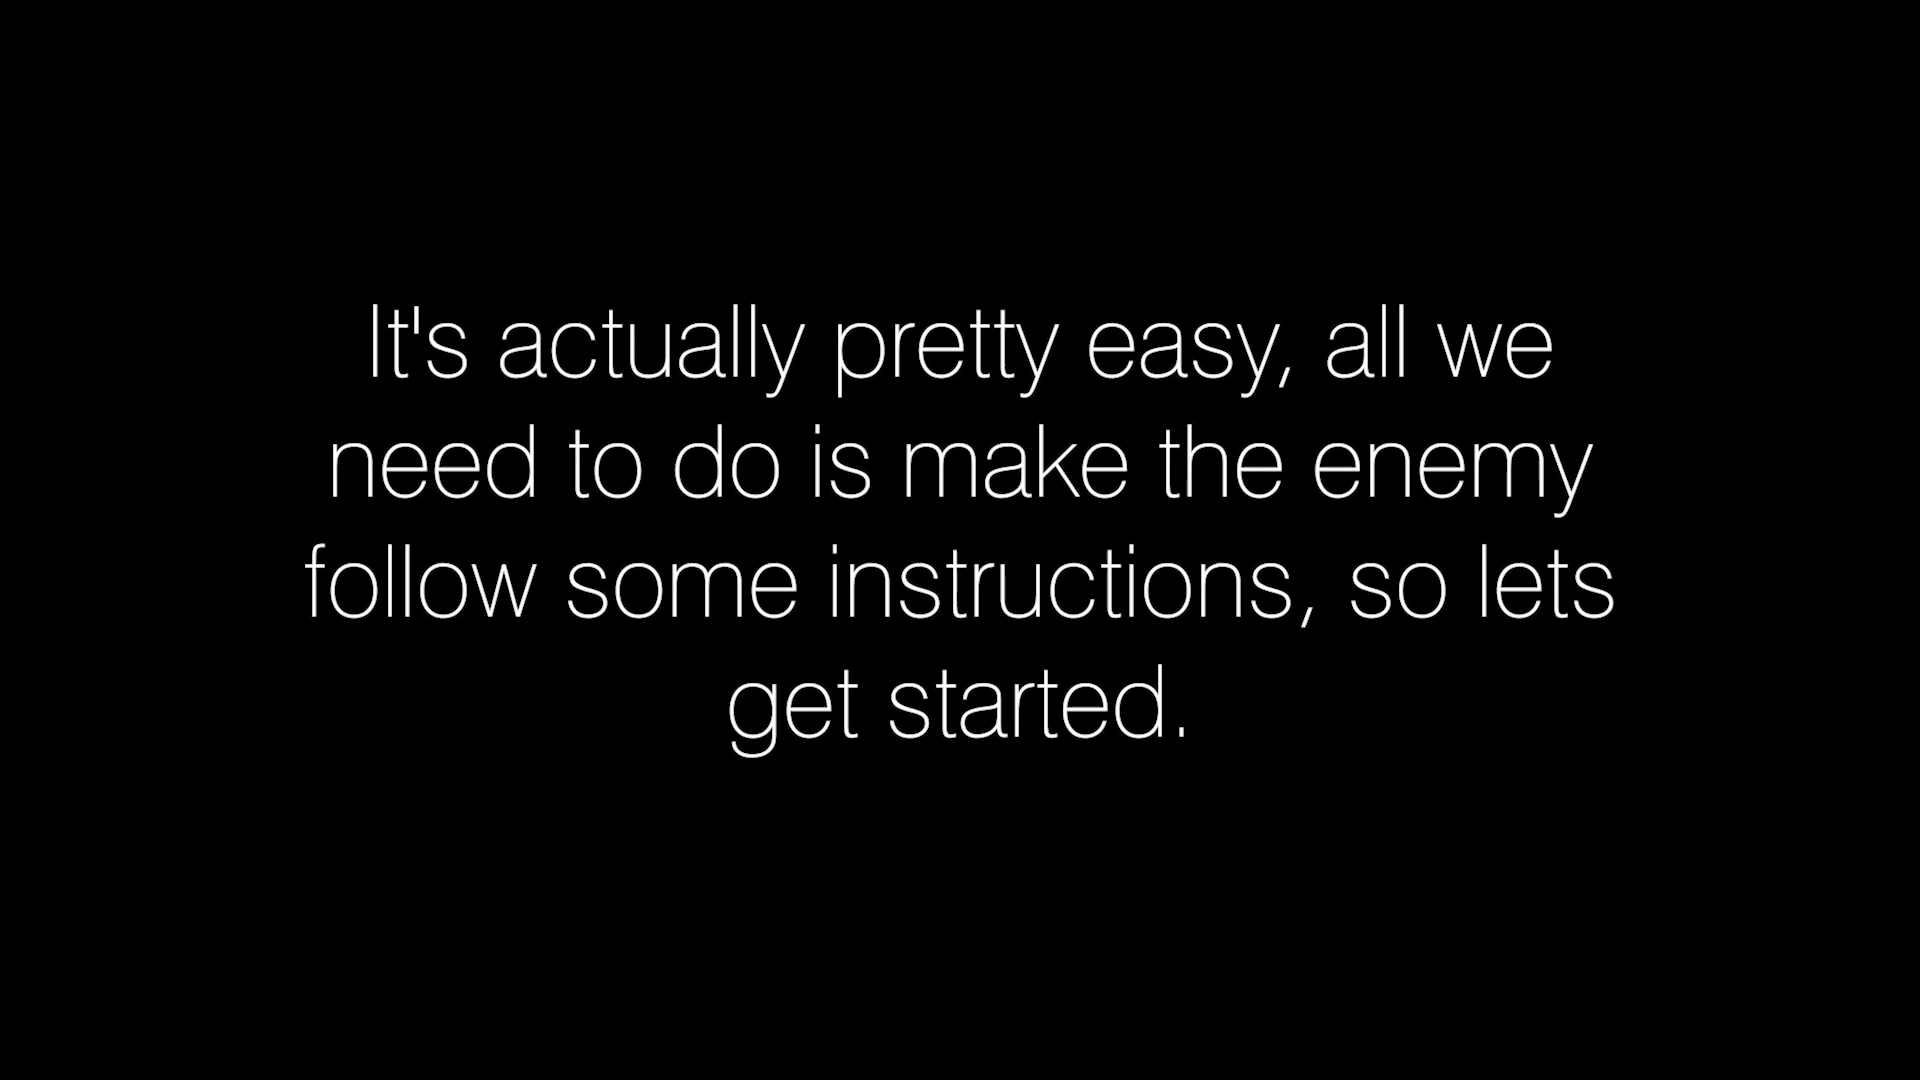 It's actually pretty easy, all we
need to do is make the enemy
follow some instructions, so lets
get started.